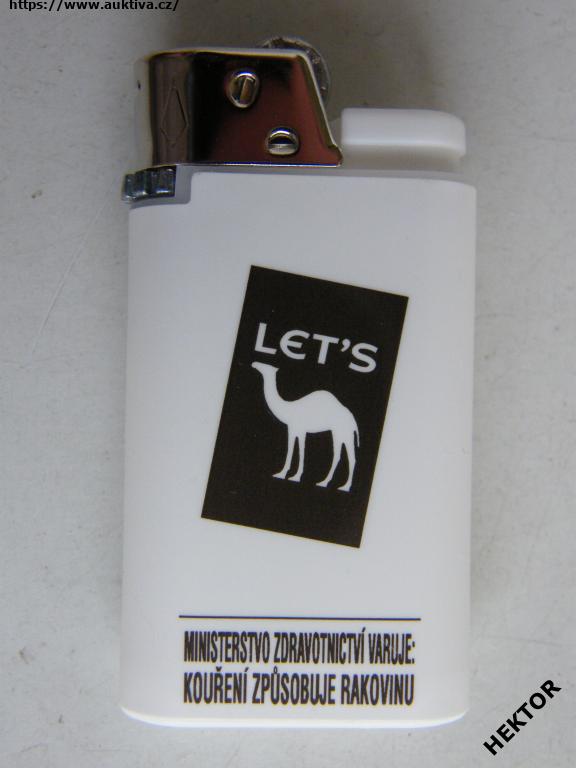 https://www.auktiva.cz/
LET'S
MINISTERSTVO ZDRAVOTNICTVÍ VARUJE:
KOUŘENÍ ZPŮSOBUJE RAKOVINU
HEKTOR